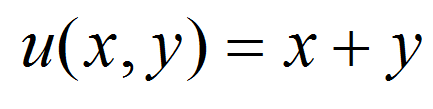 u(x, y) = x + y